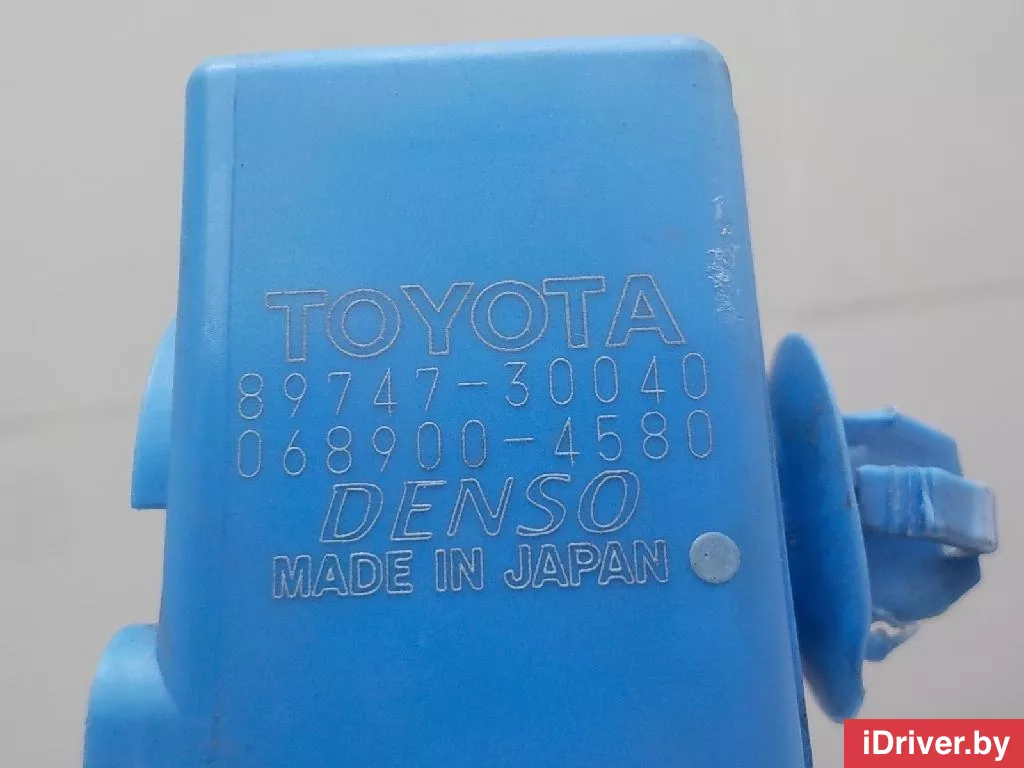 TOYOTA
89747-30040
068900-4580
DENSO
MADE IN JAPAN
iDriver.by